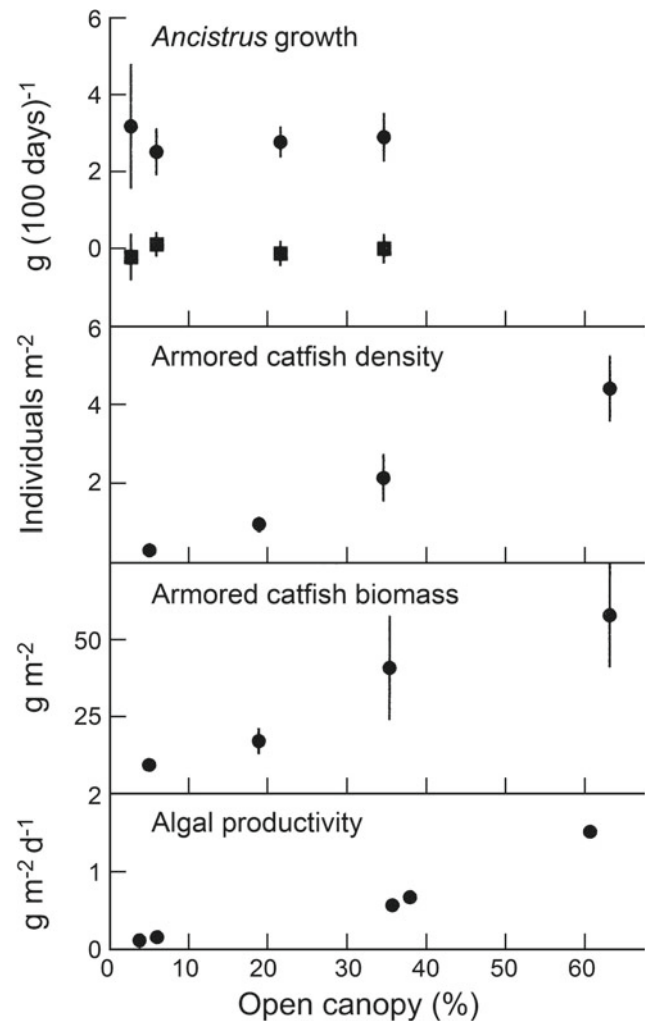 Ancistrus growth
g (100 days)-1
6
4
2
0
Armored catfish density
Individuals m-2
6
4
2
Armored catfish biomass
g m-2
50
25
Algal productivity
g m-2 d-1
2
1
0
0 10 20 30 40 50 60
Open canopy (%)